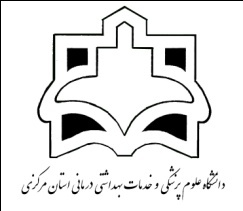 دانشگاه علوم پزشکی و خدمات بهداشتی درمانی استان مرکزی